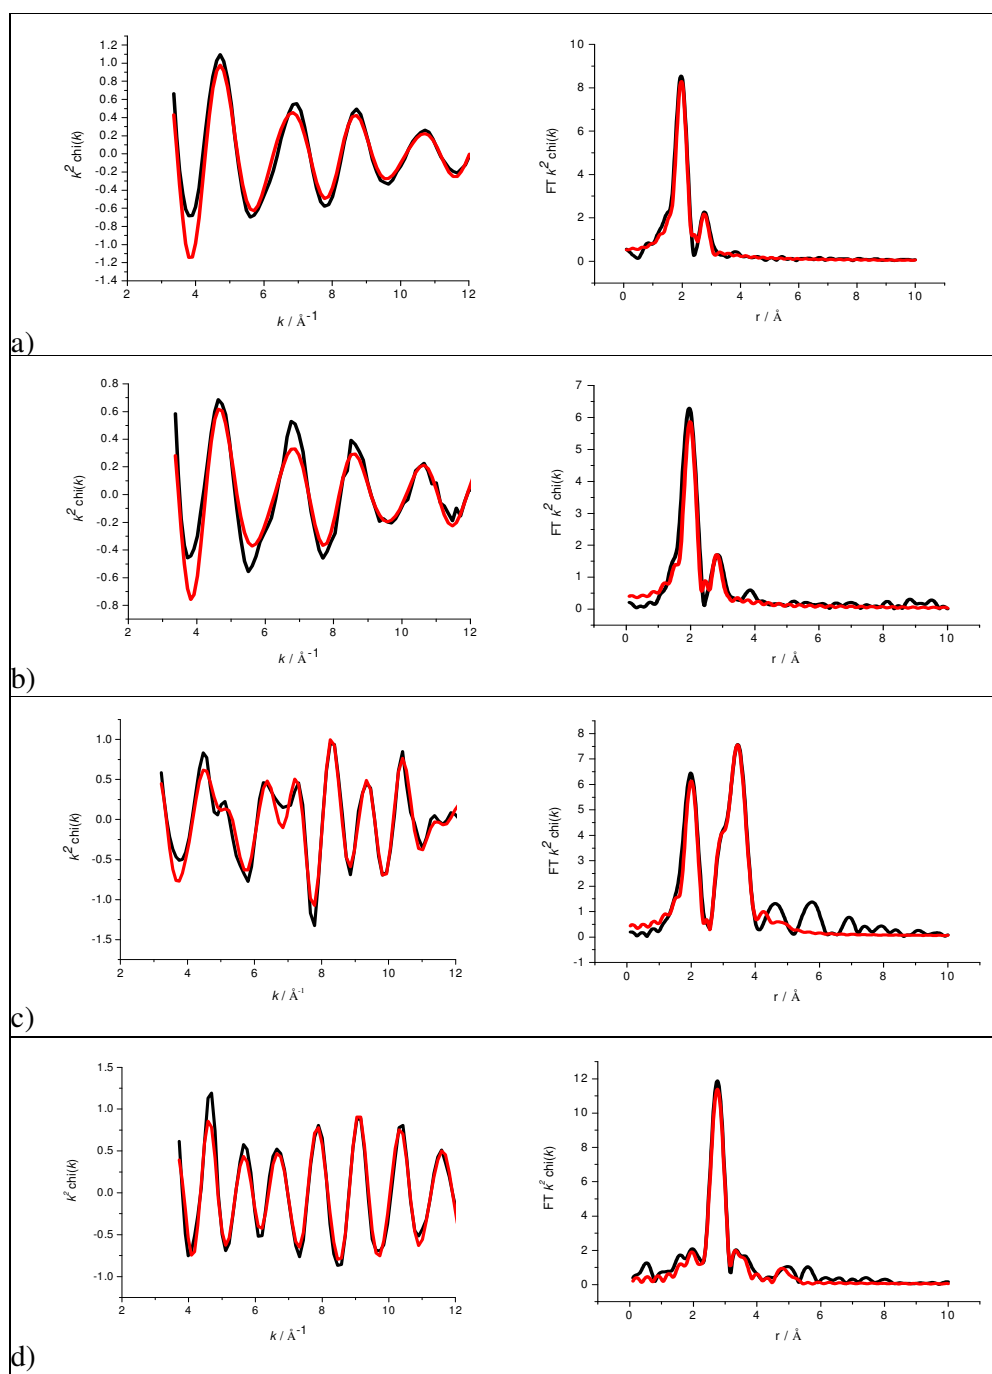 1.2
1.0
0.8
0.6
0.4
0.2
0.0
-0.2
-0.4
-0.6
-0.8
-1.0
-1.2
-1.4
k² chi(k)
2 4 6 8 10 12
k / Å⁻¹
10
8
6
4
2
0
FT k² chi(k)
0 2 4 6 8 10
r / Å
a)
0.8
0.6
0.4
0.2
0.0
-0.2
-0.4
-0.6
-0.8
k² chi(k)
2 4 6 8 10 12
k / Å⁻¹
7
6
5
4
3
2
1
0
FT k² chi(k)
0 2 4 6 8 10
r / Å
b)
1.0
0.5
0.0
-0.5
-1.0
-1.5
k² chi(k)
2 4 6 8 10 12
k / Å⁻¹
8
7
6
5
4
3
2
1
0
-1
FT k² chi(k)
0 2 4 6 8 10
r / Å
c)
1.5
1.0
0.5
0.0
-0.5
-1.0
k² chi(k)
2 4 6 8 10 12
k / Å⁻¹
12
10
8
6
4
2
0
FT k² chi(k)
0 2 4 6 8 10
r / Å
d)